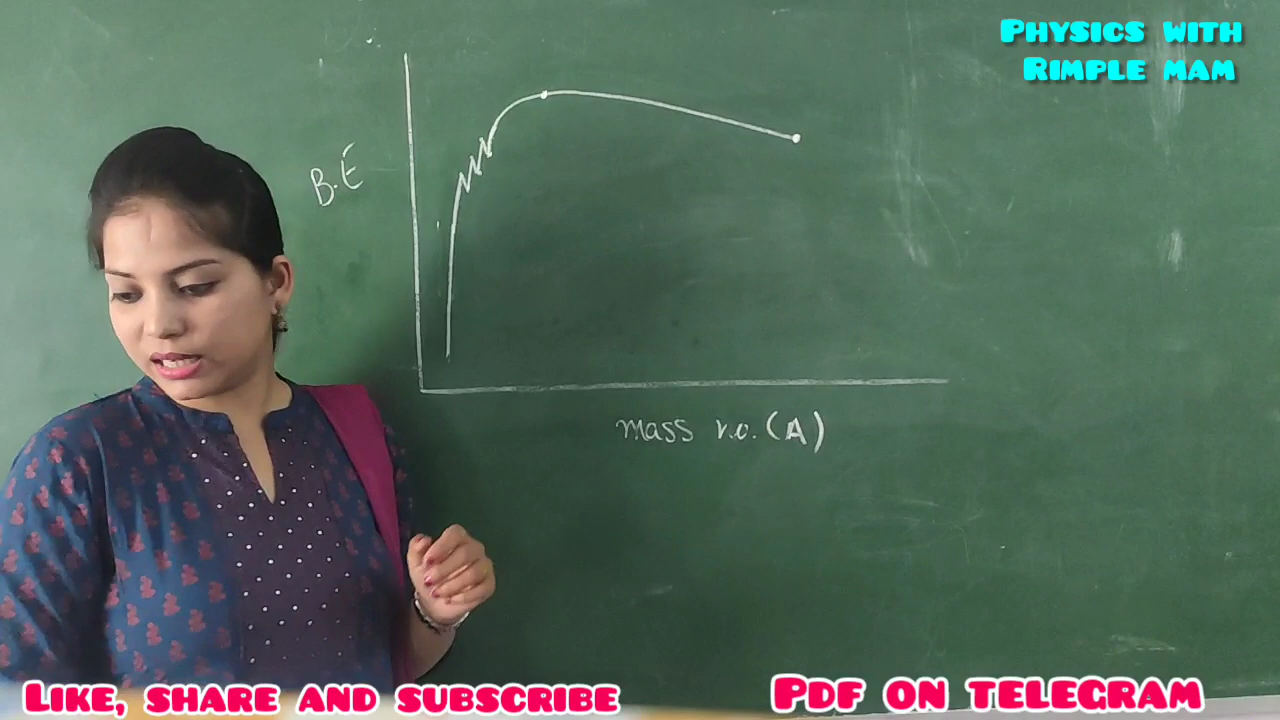 PHYSICS WITH
RIMPLE MAM
B.E
mass no. (A)
LIKE, SHARE AND SUBSCRIBE
PDF ON TELEGRAM